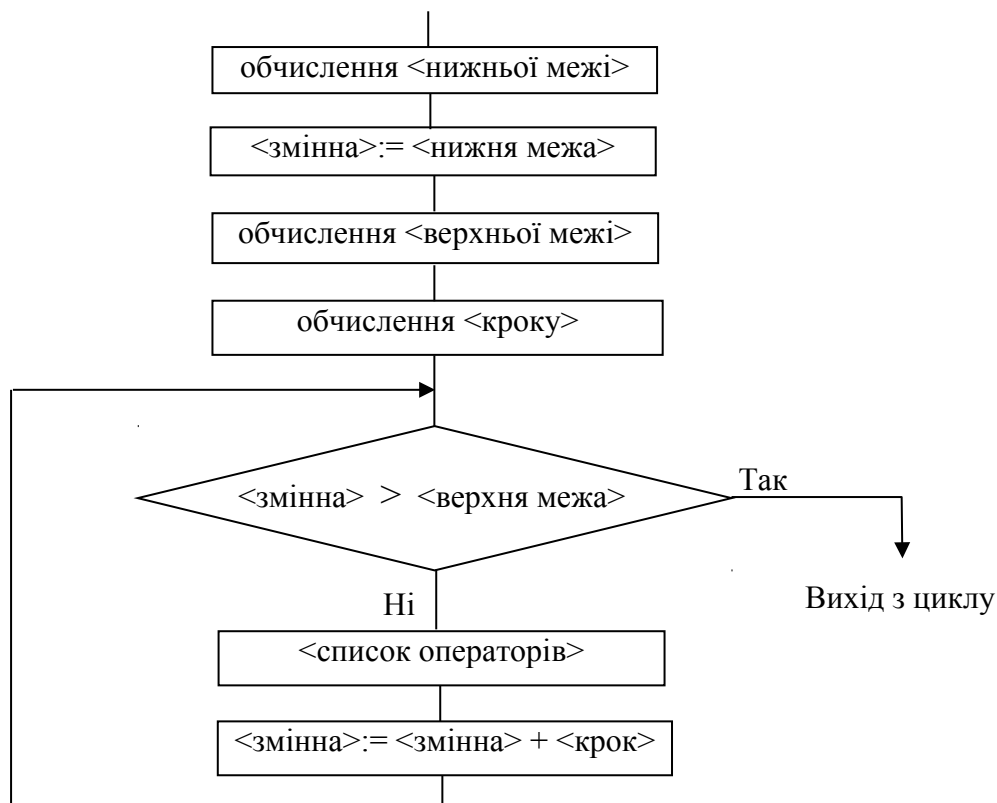 обчислення <нижньої межі>
<змінна>:= <нижня межа>
обчислення <верхньої межі>
обчислення <кроку>
<змінна> > <верхня межа>
Так
Вихід з циклу
Ні
<список операторів>
<змінна>:= <змінна> + <крок>